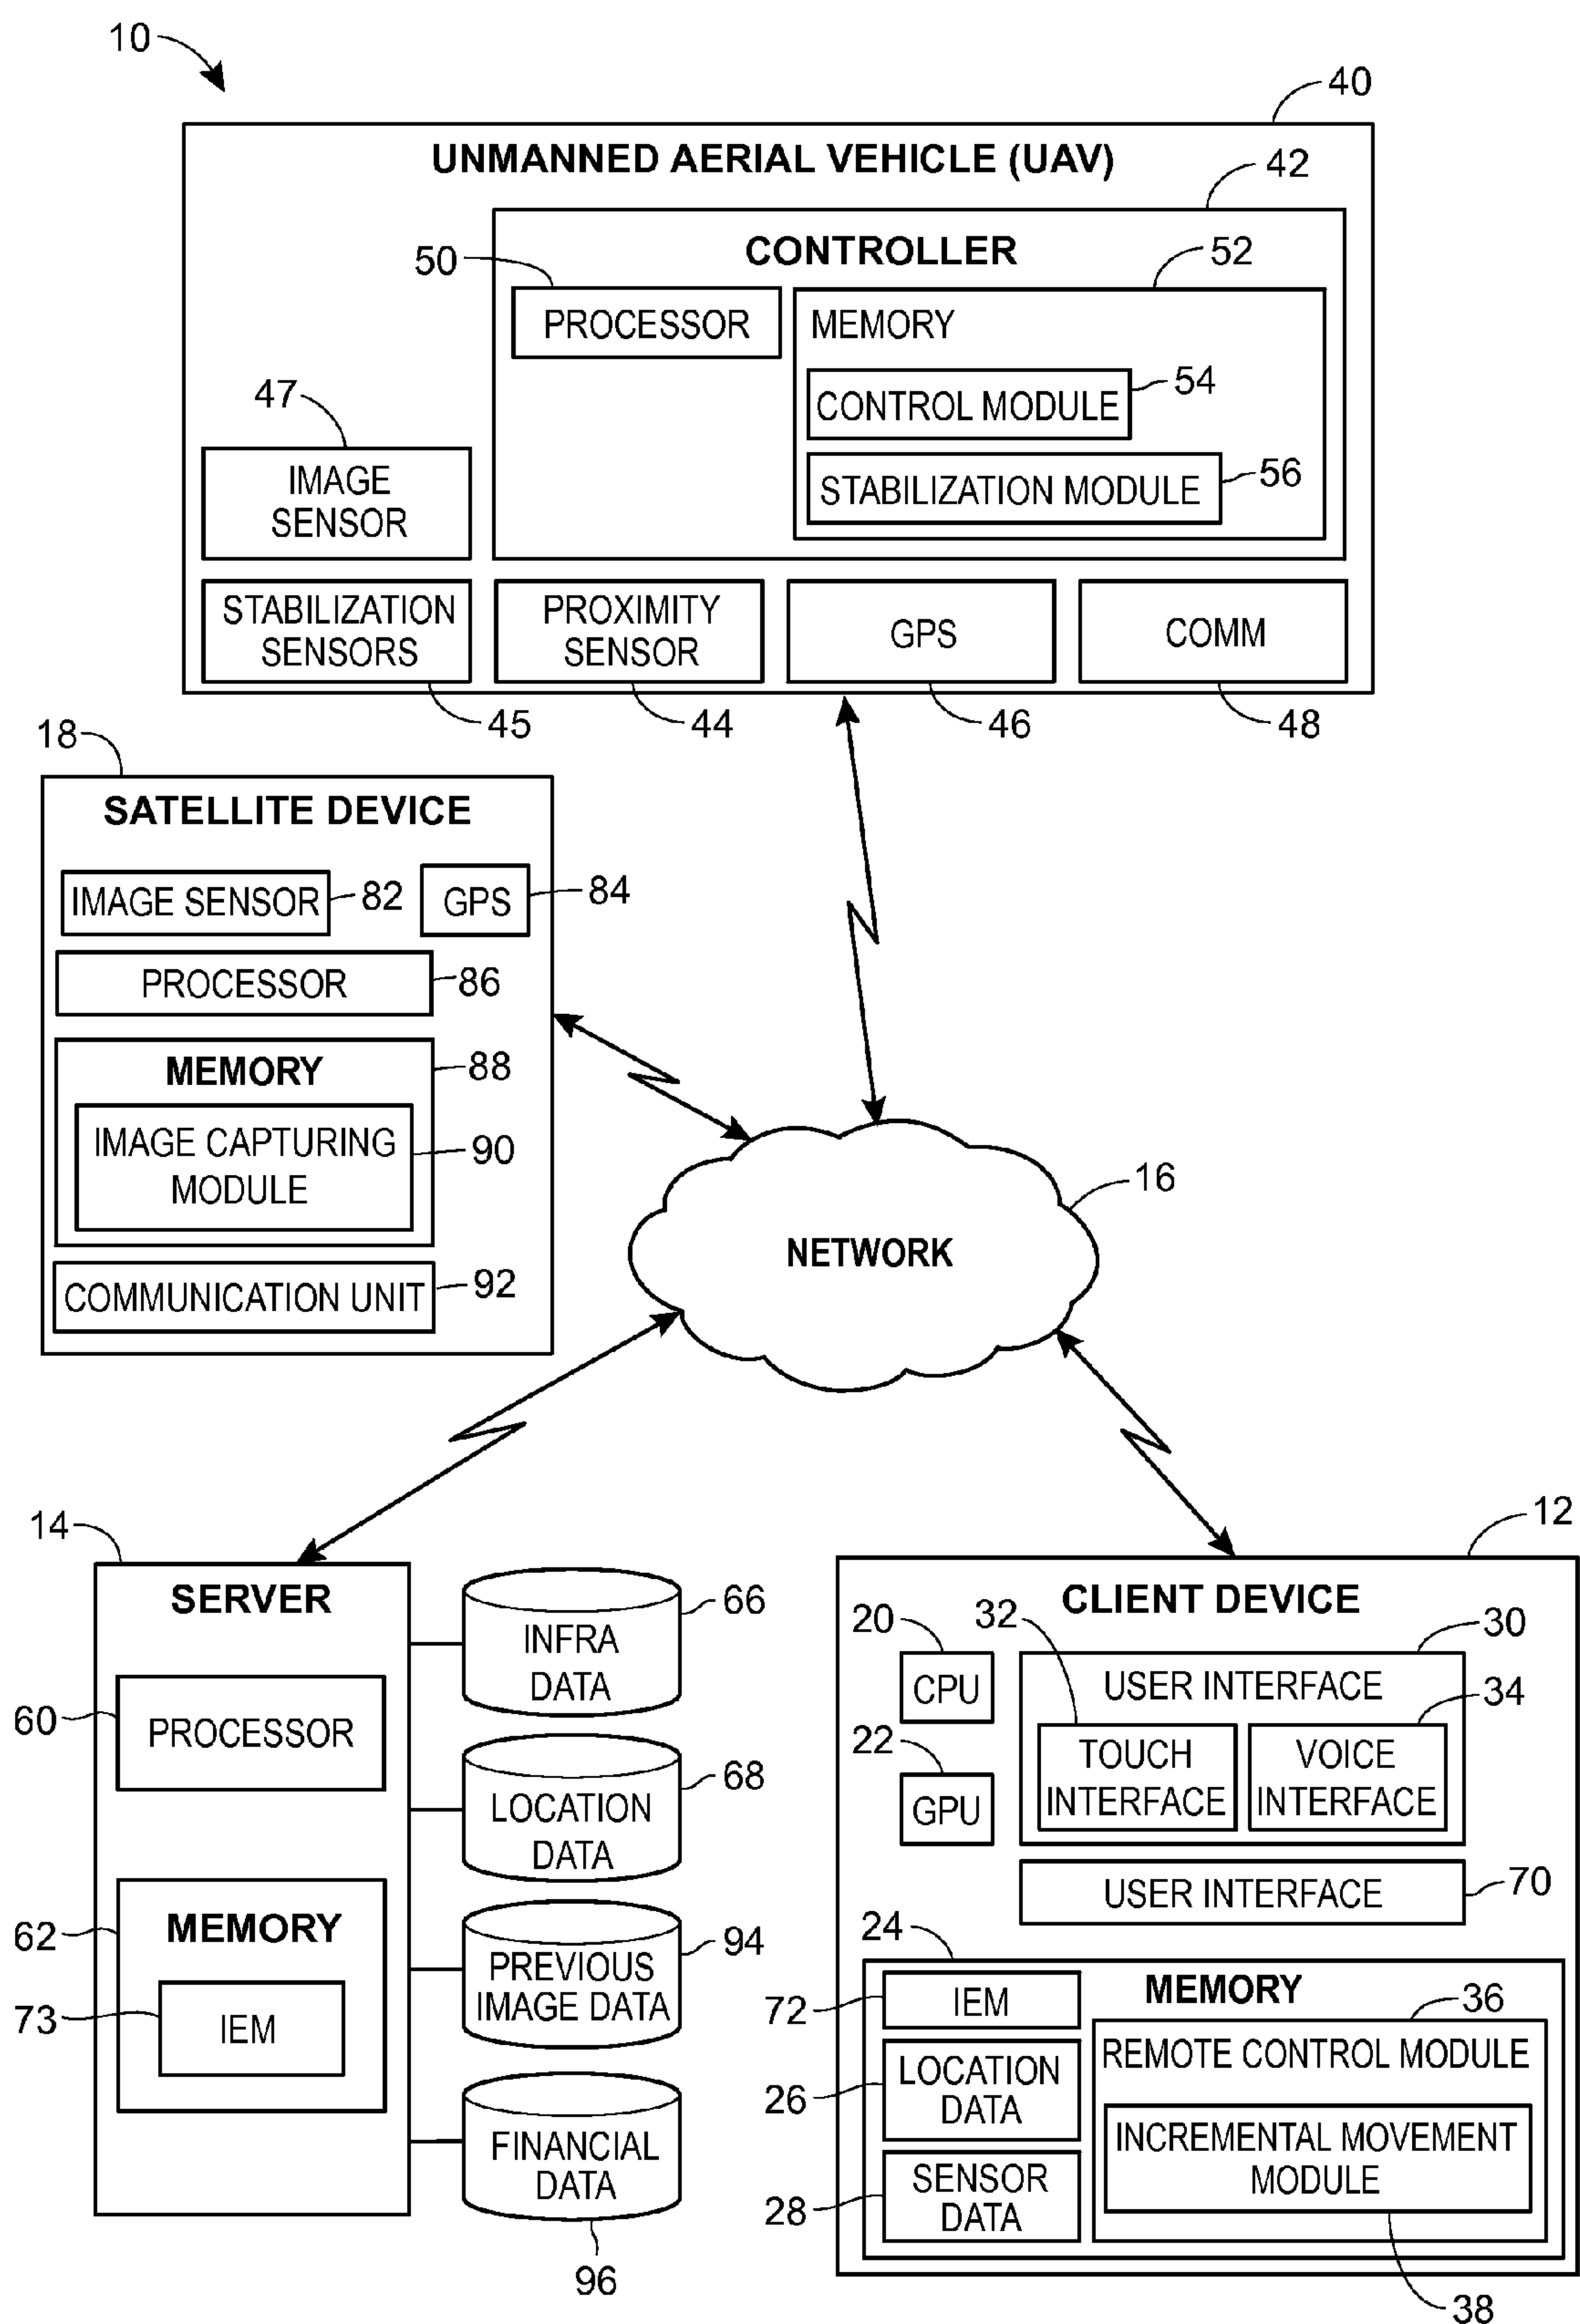 10
40
UNMANNED AERIAL VEHICLE (UAV)
42
CONTROLLER
50
52
PROCESSOR
MEMORY
54
CONTROL MODULE
47
56
STABILIZATION MODULE
IMAGE
SENSOR
STABILIZATION
SENSORS
PROXIMITY
SENSOR
GPS
COMM
45
44
46
48
18
SATELLITE DEVICE
IMAGE SENSOR
82
GPS
84
PROCESSOR
86
MEMORY
88
IMAGE CAPTURING
MODULE
90
COMMUNICATION UNIT
92
16
NETWORK
14
SERVER
60
PROCESSOR
62
MEMORY
73
IEM
66
INFRA
DATA
68
LOCATION
DATA
94
PREVIOUS
IMAGE DATA
FINANCIAL
DATA
96
12
CLIENT DEVICE
20
32
30
CPU
USER INTERFACE
34
22
GPU
TOUCH
INTERFACE
VOICE
INTERFACE
USER INTERFACE
70
24
MEMORY
72
IEM
36
REMOTE CONTROL MODULE
26
LOCATION
DATA
INCREMENTAL MOVEMENT
MODULE
28
SENSOR
DATA
38